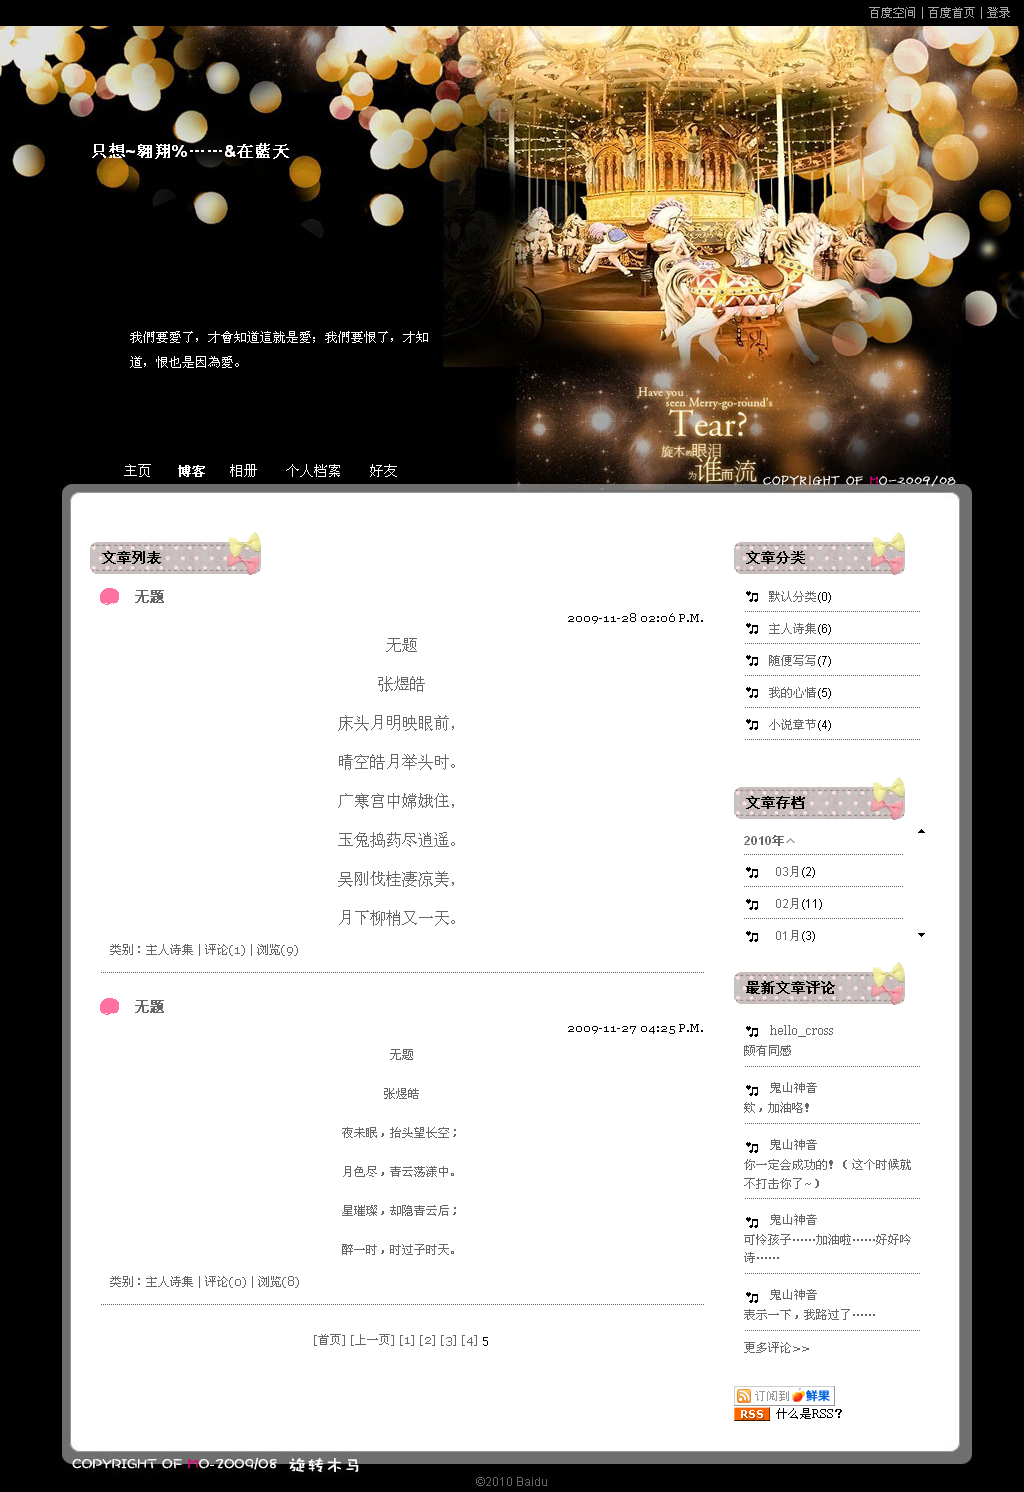 百度空间 | 百度首页 | 登录
只想~翱翔%……&在藍天
我們要愛了，才會知道這就是愛；我們要恨了，才知
道，恨也是因為愛。
Have you
seen Merry-go-round's
Tear?
旋木的眼泪
为谁而流
COPYRIGHT OF MO-2009/08
主页 博客 相册 个人档案 好友
文章列表
无题
2009-11-28 02:06 P.M.
无题
张煜皓
床头月明映眼前，
晴空皓月举头时。
广寒宫中嫦娥住，
玉兔捣药尽逍遥。
吴刚伐桂凄凉美，
月下柳梢又一天。
类别：主人诗集 | 评论(1) | 浏览(9)
无题
2009-11-27 04:25 P.M.
无题
张煜皓
夜未眠，抬头望长空；
月色尽，青云荡漾中。
星璀璨，却隐青云后；
醉一时，时过子时天。
类别：主人诗集 | 评论(0) | 浏览(8)
[首页] [上一页] [1] [2] [3] [4] 5
文章分类
默认分类(0)
主人诗集(6)
随便写写(7)
我的心情(5)
小说章节(4)
文章存档
2010年
03月(2)
02月(11)
01月(3)
最新文章评论
hello_cross
颇有同感
鬼山神音
欸，加油咯！
鬼山神音
你一定会成功的！（这个时候就
不打击你了~）
鬼山神音
可怜孩子……加油啦……好好吟
诗……
鬼山神音
表示一下，我路过了……
更多评论>>
订阅到 鲜果
RSS 什么是RSS？
COPYRIGHT OF MO-2009/08 旋转木马
©2010 Baidu